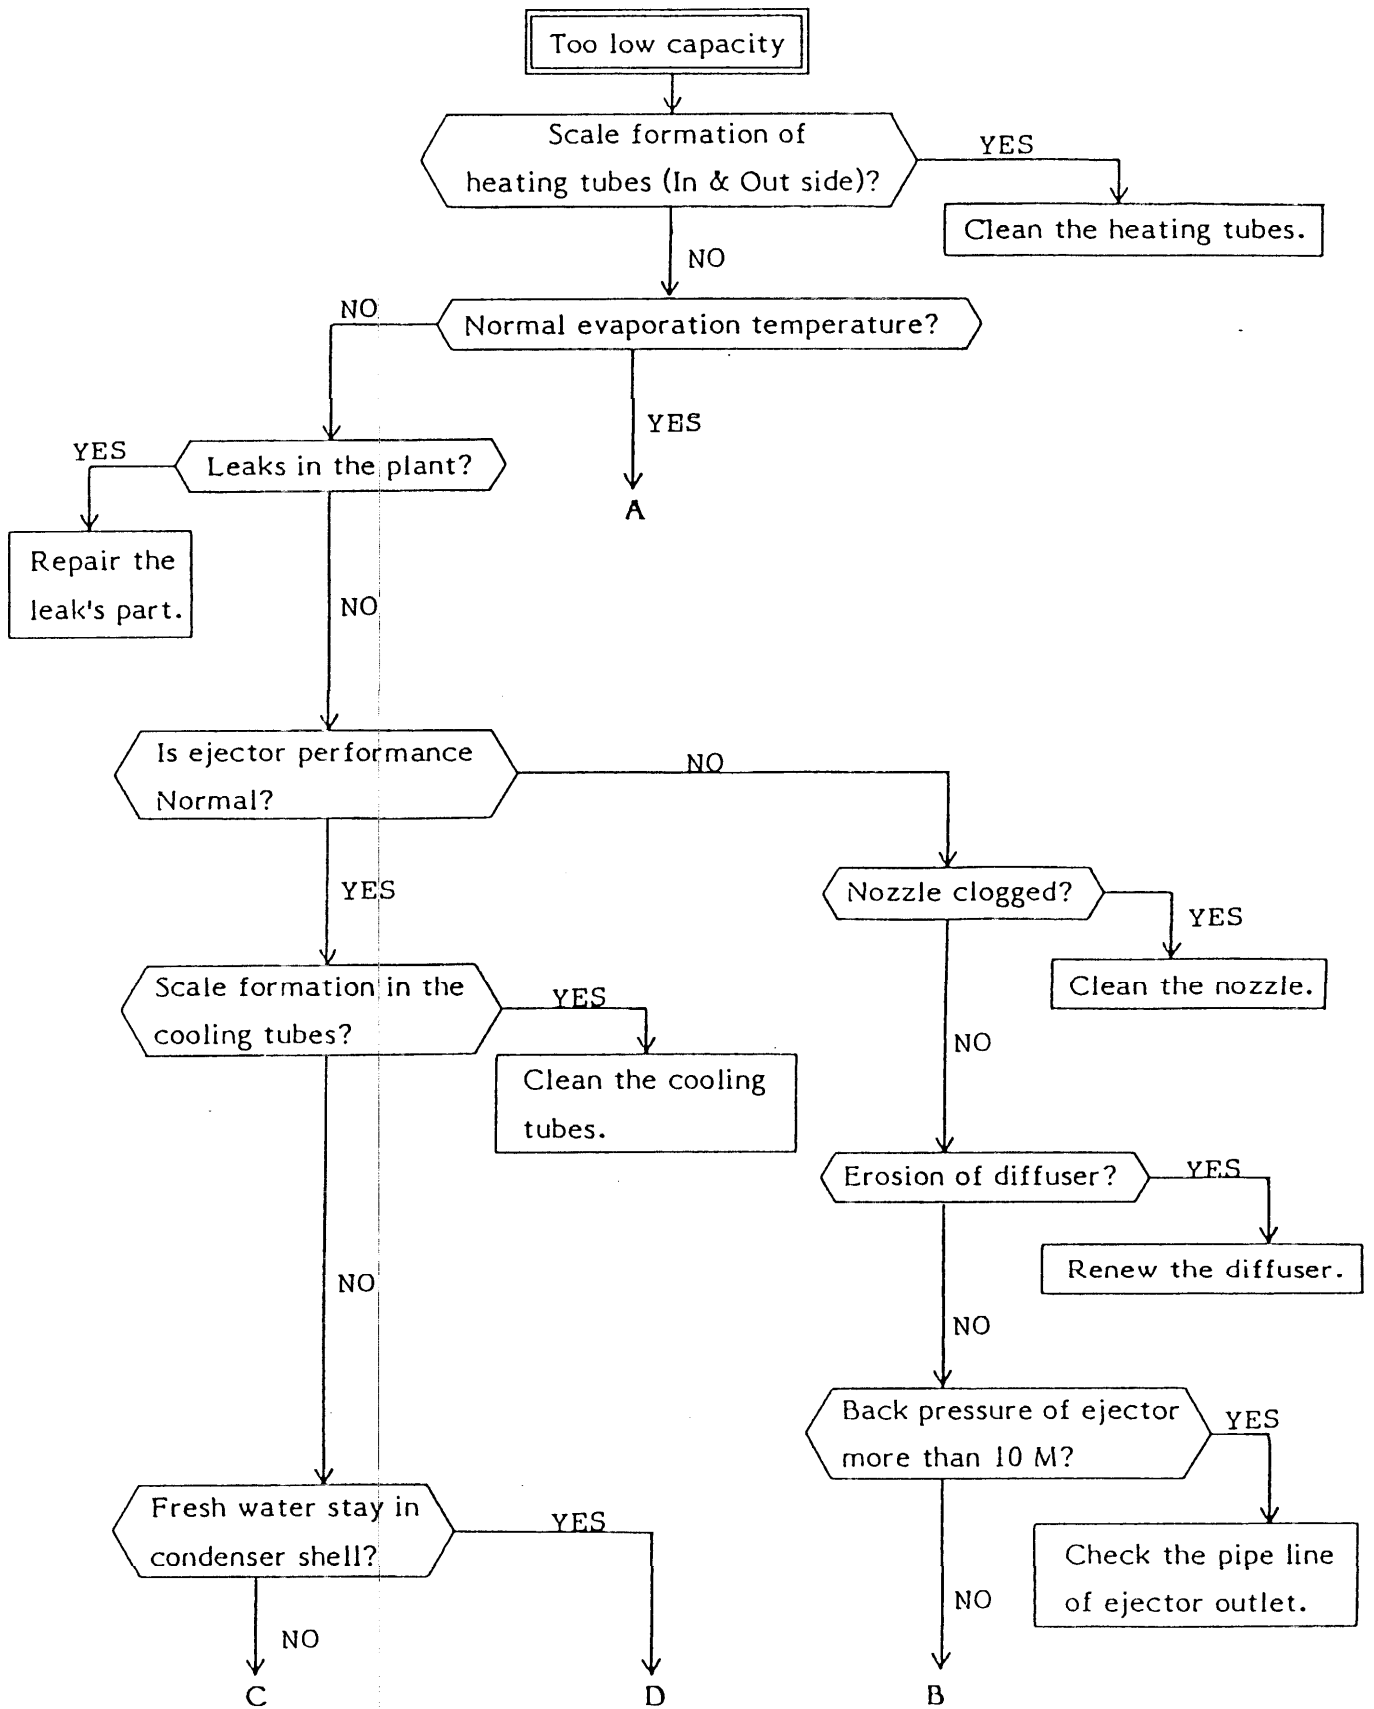 Too low capacity
Scale formation of
heating tubes (In & Out side)?
YES
Clean the heating tubes.
NO
NO
Normal evaporation temperature?
YES
A
YES
Leaks in the plant?
Repair the
leak's part.
NO
Is ejector performance
Normal?
NO
YES
Nozzle clogged?
YES
Clean the nozzle.
Scale formation in the
cooling tubes?
YES
Clean the cooling
tubes.
NO
Erosion of diffuser?
YES
Renew the diffuser.
NO
NO
Back pressure of ejector
more than 10 M?
YES
Check the pipe line
of ejector outlet.
Fresh water stay in
condenser shell?
YES
NO
NO
C
D
B